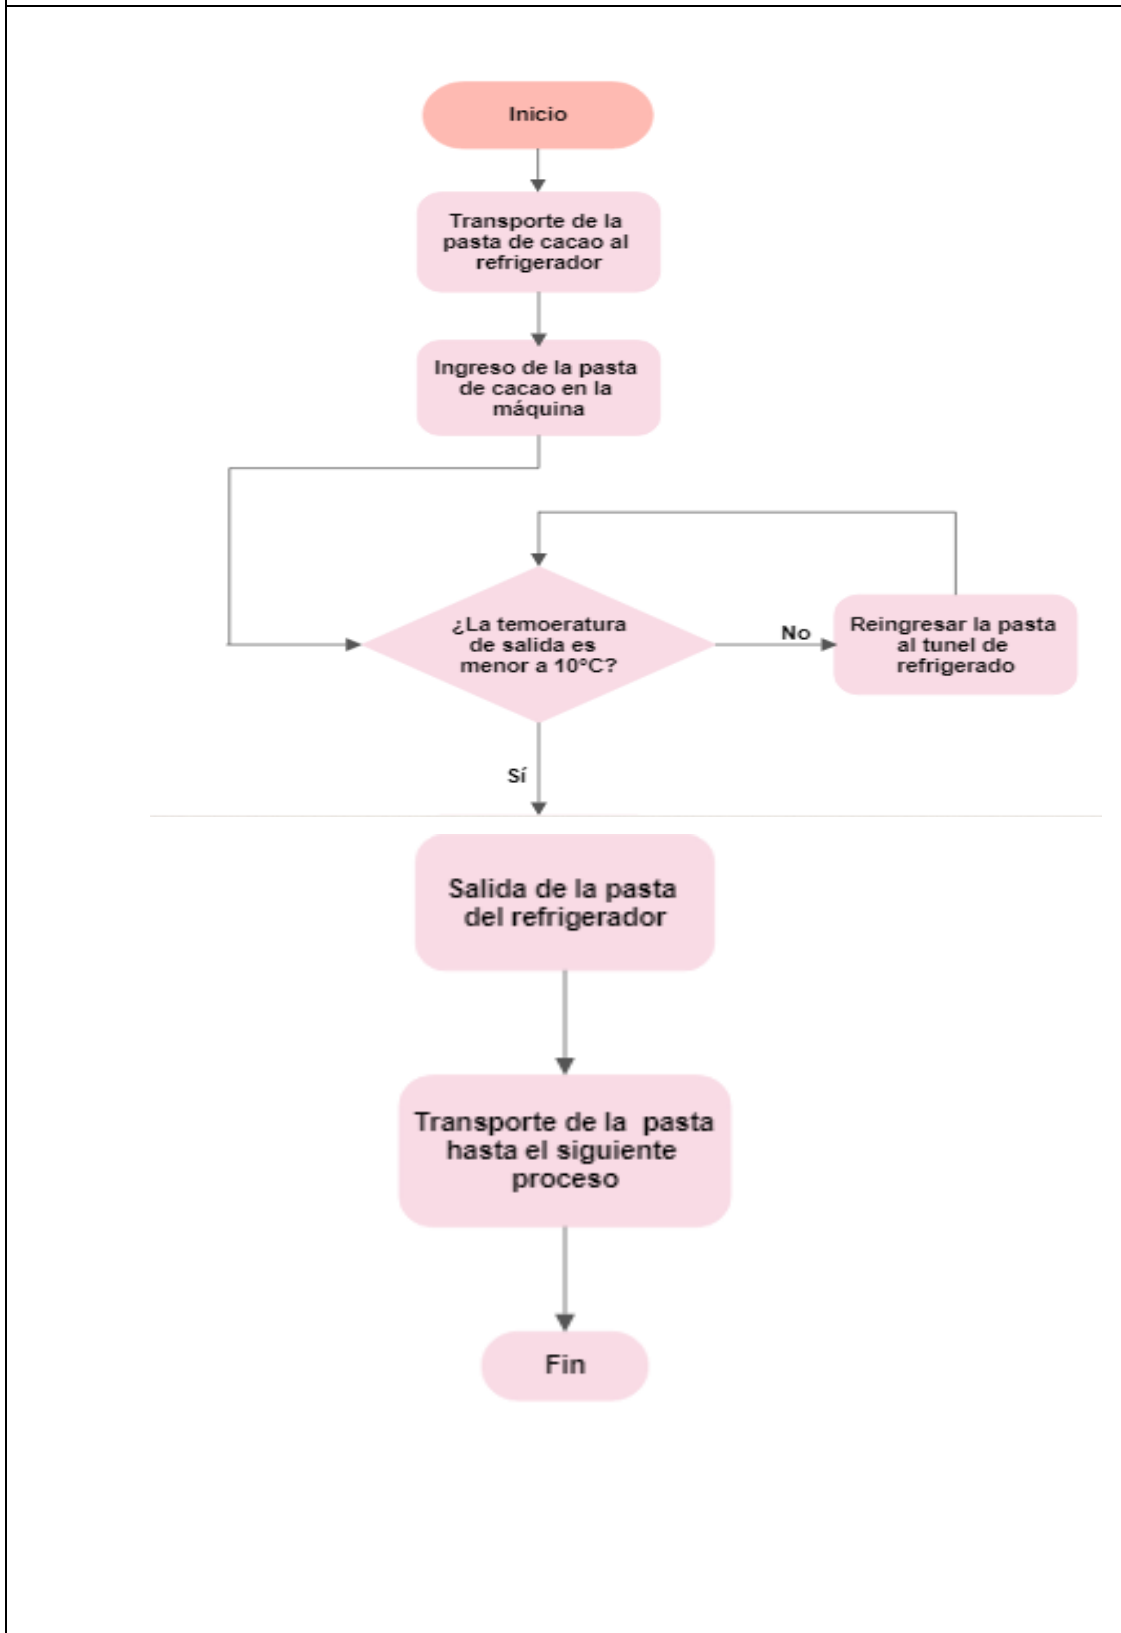 Inicio
Transporte de la
pasta de cacao al
refrigerador
Ingreso de la pasta
de cacao en la
máquina
¿La temoeratura
de salida es
menor a 10°C?
No
Reingresar la pasta
al tunel de
refrigerado
Sí
Salida de la pasta
del refrigerador
Transporte de la  pasta
hasta el siguiente
proceso
Fin